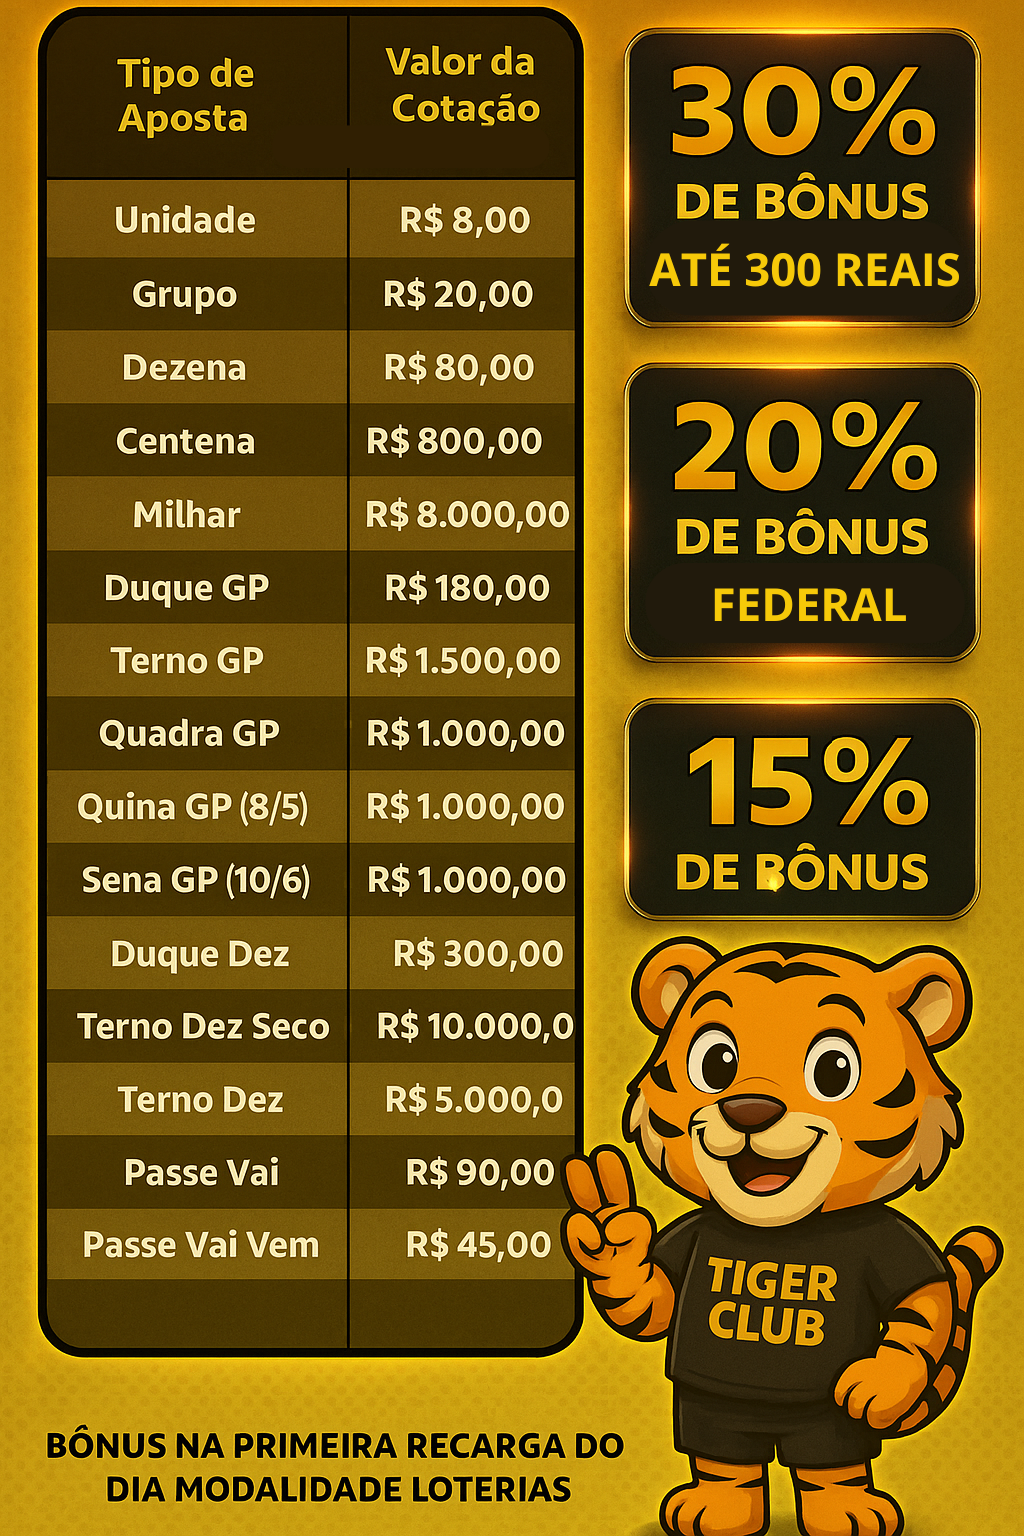 Tipo de
Aposta
Valor da
Cotação
Unidade R$ 8,00
Grupo R$ 20,00
Dezena R$ 80,00
Centena R$ 800,00
Milhar R$ 8.000,00
Duque GP R$ 180,00
Terno GP R$ 1.500,00
Quadra GP R$ 1.000,00
Quina GP (8/5) R$ 1.000,00
Sena GP (10/6) R$ 1.000,00
Duque Dez R$ 300,00
Terno Dez Seco R$ 10.000,0
Terno Dez R$ 5.000,0
Passe Vai R$ 90,00
Passe Vai Vem R$ 45,00
30%
DE BÔNUS
ATÉ 300 REAIS
20%
DE BÔNUS
FEDERAL
15%
DE BÔNUS
TIGER
CLUB
BÔNUS NA PRIMEIRA RECARGA DO
DIA MODALIDADE LOTERIAS